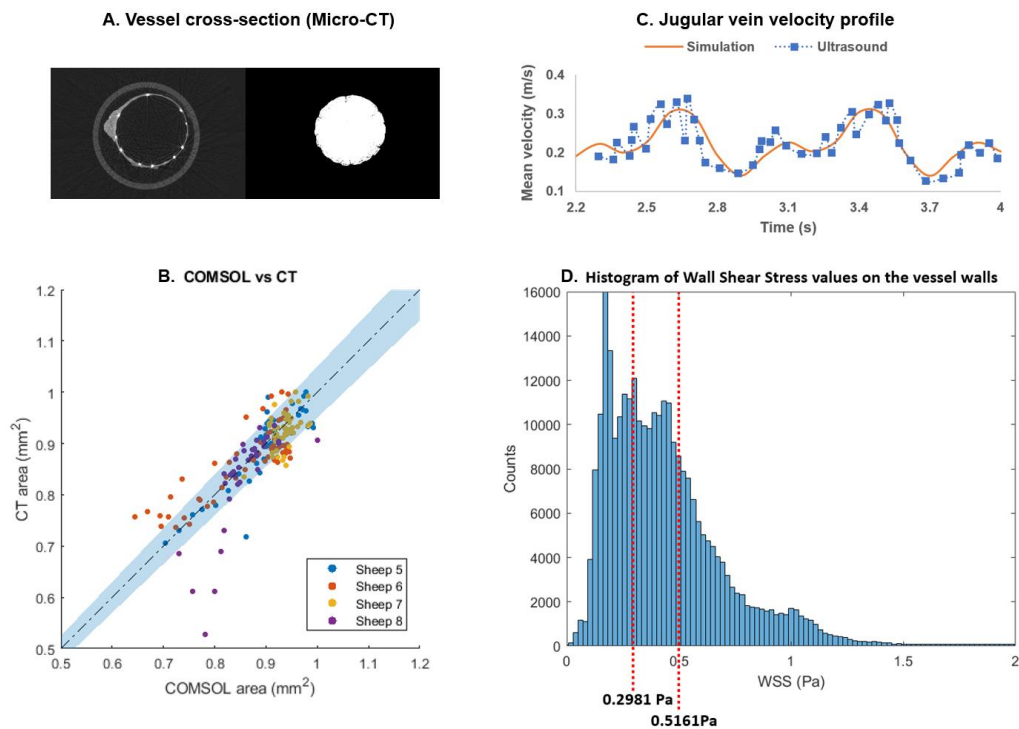 A. Vessel cross-section (Micro-CT)
C. Jugular vein velocity profile
Simulation
Ultrasound
Mean velocity (m/s)
0.4
0.3
0.2
0.1
2.2 2.5 2.8 3.1 3.4 3.7 4
Time (s)
B. COMSOL vs CT
CT area (mm²)
1.2
1.1
1
0.9
0.8
0.7
0.6
0.5
0.5 0.6 0.7 0.8 0.9 1 1.1 1.2
COMSOL area (mm²)
Sheep 5
Sheep 6
Sheep 7
Sheep 8
D. Histogram of Wall Shear Stress values on the vessel walls
Counts
16000
14000
12000
10000
8000
6000
4000
2000
0
0 0.5 1 1.5 2
WSS (Pa)
0.2981 Pa
0.5161Pa